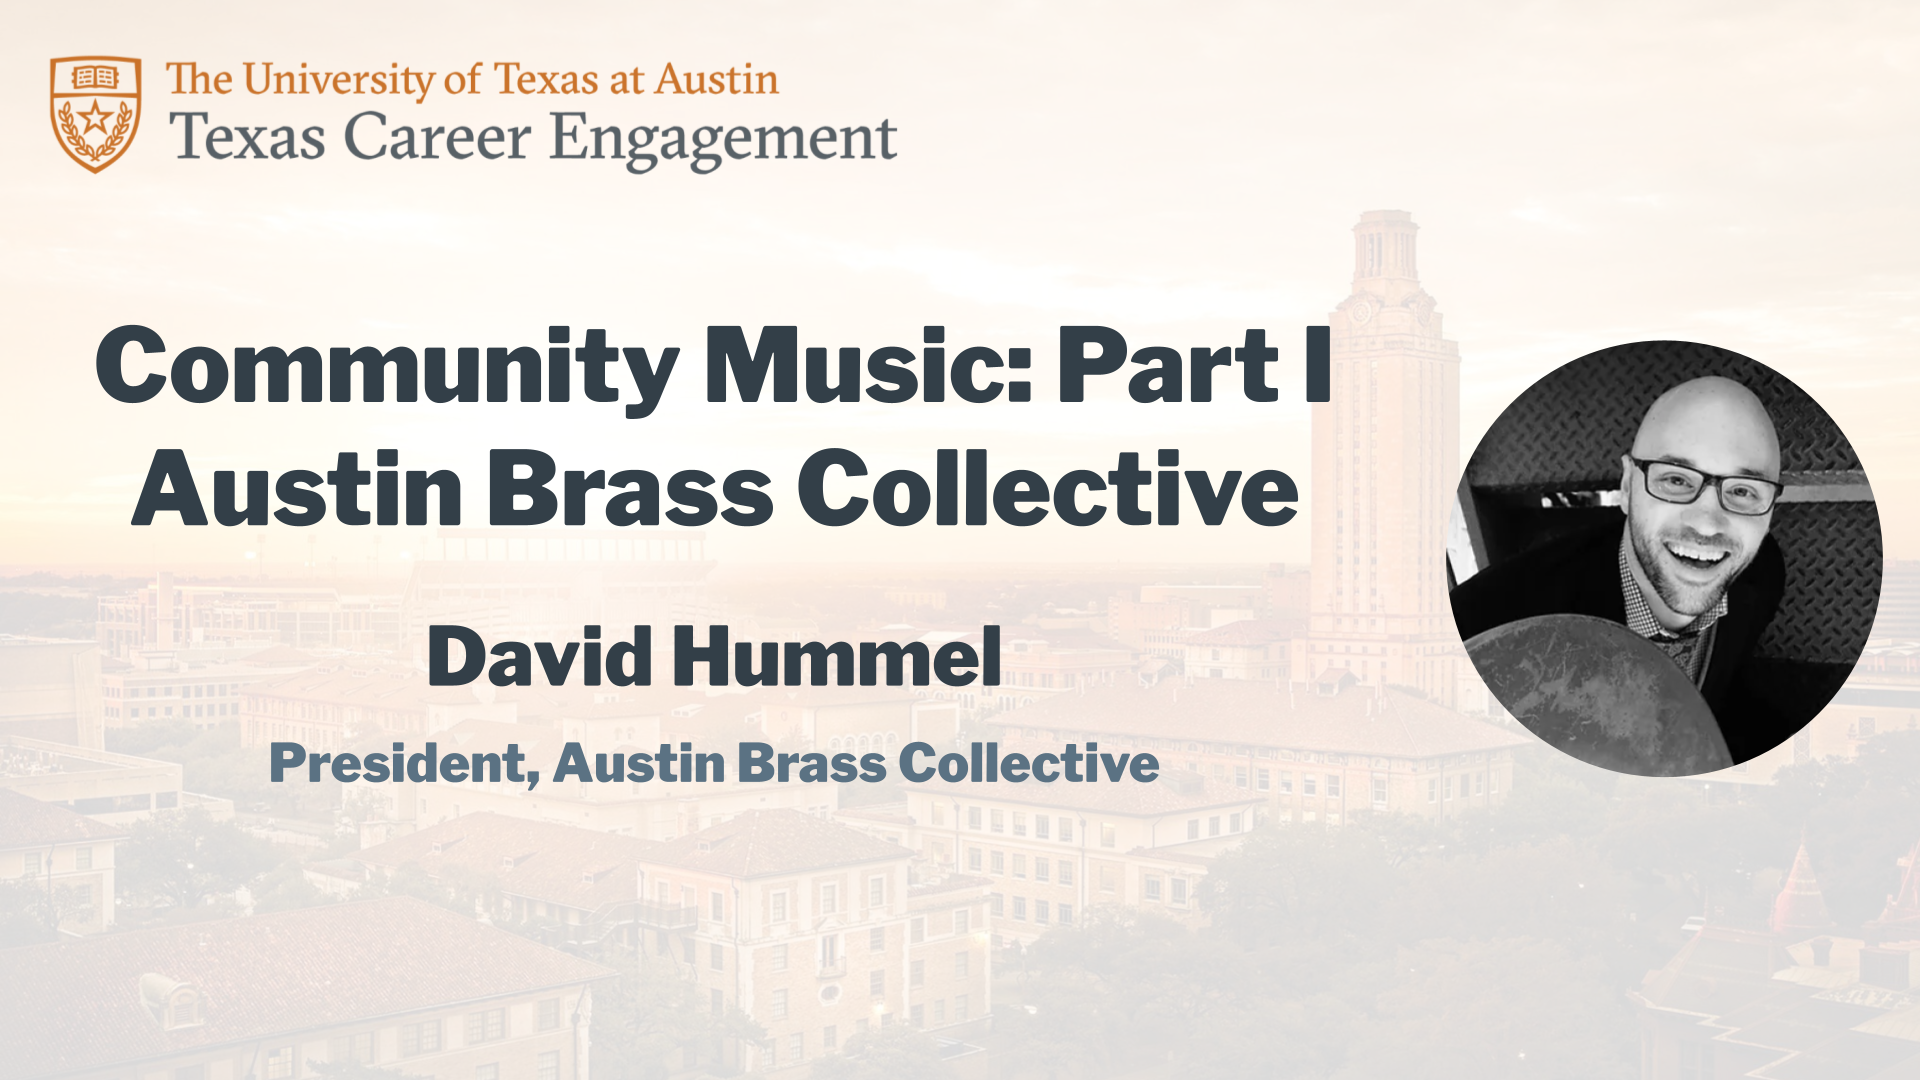 The University of Texas at Austin
Texas Career Engagement
Community Music: Part I
Austin Brass Collective
David Hummel
President, Austin Brass Collective